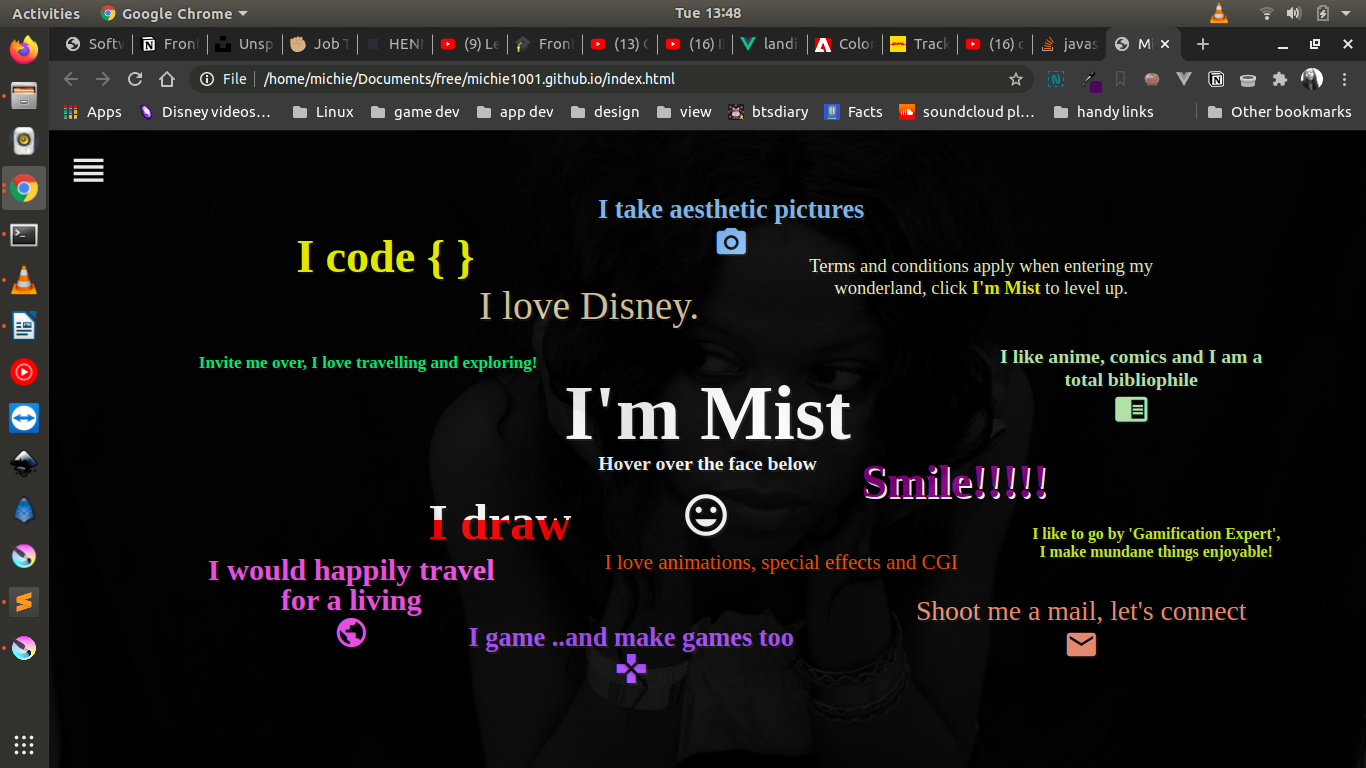 Activities
Google Chrome
Tue 13:48
Softw
Front
Unsp
Job T
HENN
(9) Le
Front
(13) C
(16) I
landi
Color
Track
(16) c
javas
Mi
File
/home/michie/Documents/free/michie1001.github.io/index.html
Apps
Disney videos…
Linux
game dev
app dev
design
view
btsdiary
Facts
soundcloud pl…
handy links
Other bookmarks
I take aesthetic pictures
I code { }
Terms and conditions apply when entering my
wonderland, click I'm Mist to level up.
I love Disney.
Invite me over, I love travelling and exploring!
I like anime, comics and I am a
total bibliophile
I'm Mist
Hover over the face below
Smile!!!!!
I draw
I like to go by 'Gamification Expert',
I make mundane things enjoyable!
I love animations, special effects and CGI
I would happily travel
for a living
Shoot me a mail, let's connect
I game ..and make games too